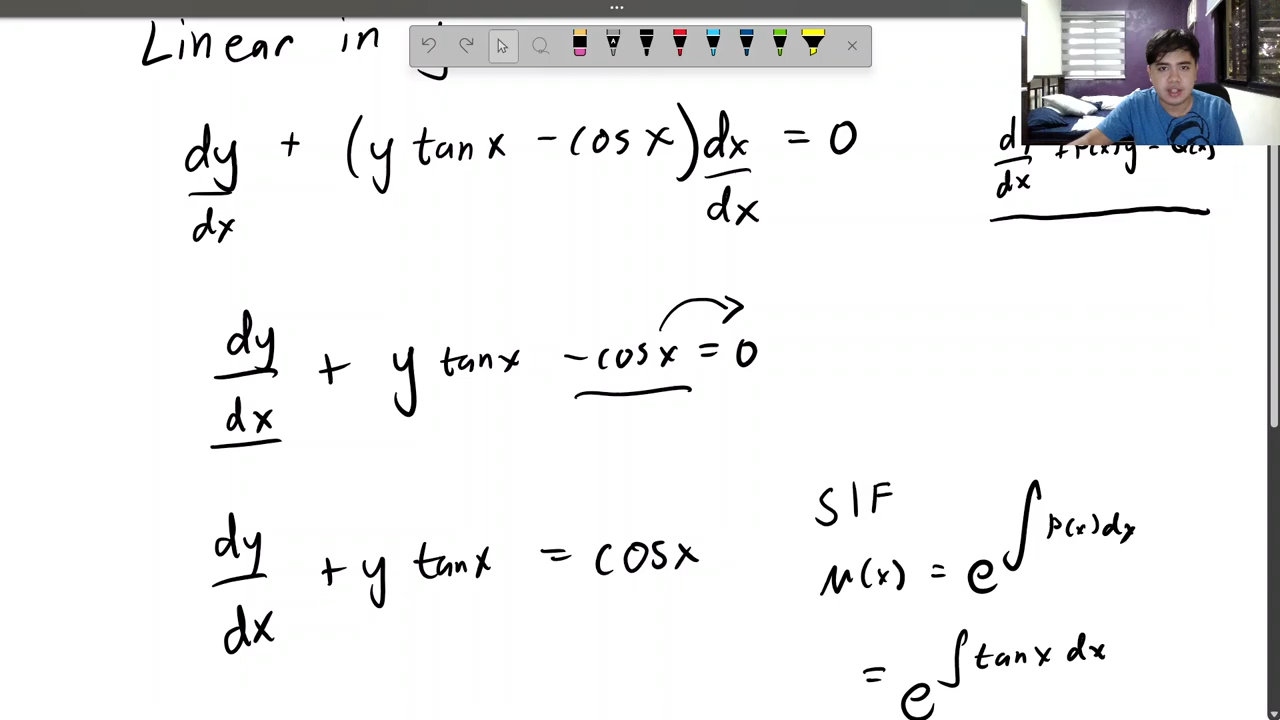 Linear in y
dy/dx + (y tan x - cos x) dx/dx = 0
dy/dx + P(x)y = Q(x)
dy/dx + y tan x - cos x = 0
dy/dx + y tan x = cos x
SIF
μ(x) = e^∫P(x)dx
= e^∫tan x dx